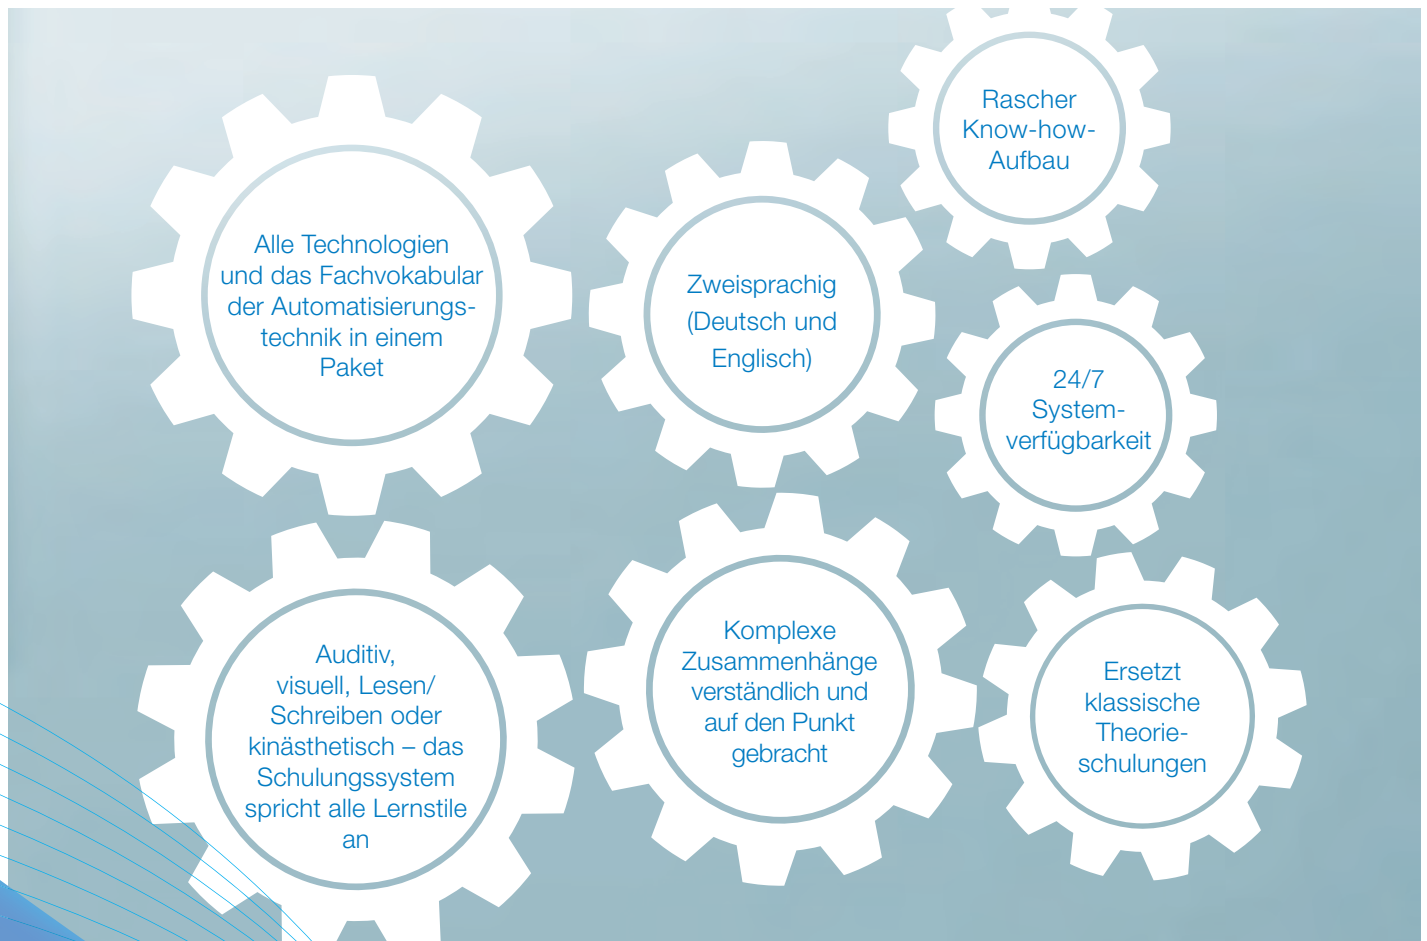 Alle Technologien
und das Fachvokabular
der Automatisierungs-
technik in einem
Paket
Zweisprachig
(Deutsch und
Englisch)
Rascher
Know-how-
Aufbau
24/7
System-
verfügbarkeit
Auditiv,
visuell, Lesen/
Schreiben oder
kinästhetisch – das
Schulungssystem
spricht alle Lernstile
an
Komplexe
Zusammenhänge
verständlich und
auf den Punkt
gebracht
Ersetzt
klassische
Theorie-
schulungen